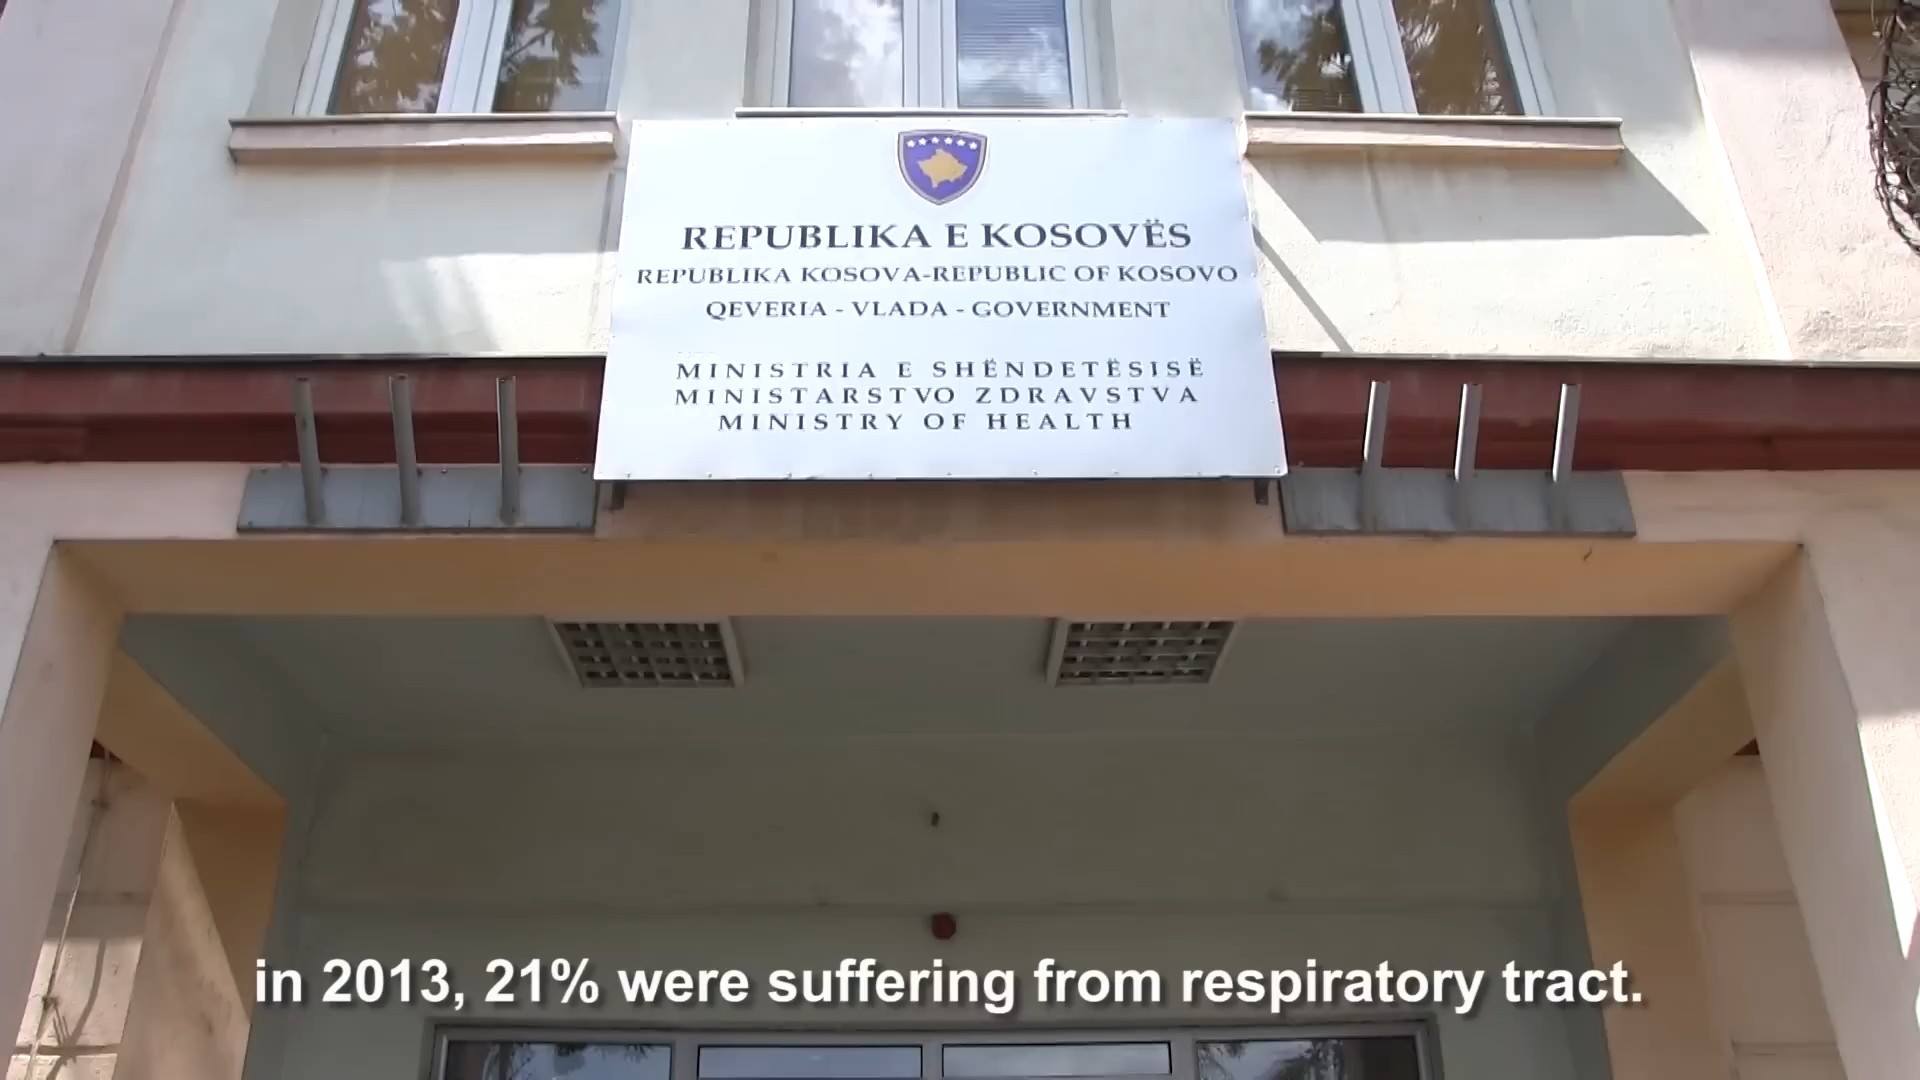 REPUBLIKA E KOSOVËS
REPUBLIKA KOSOVA-REPUBLIC OF KOSOVO
QEVERIA - VLADA - GOVERNMENT
MINISTRIA E SHËNDETËSISË
MINISTARSTVO ZDRAVSTVA
MINISTRY OF HEALTH
in 2013, 21% were suffering from respiratory tract.